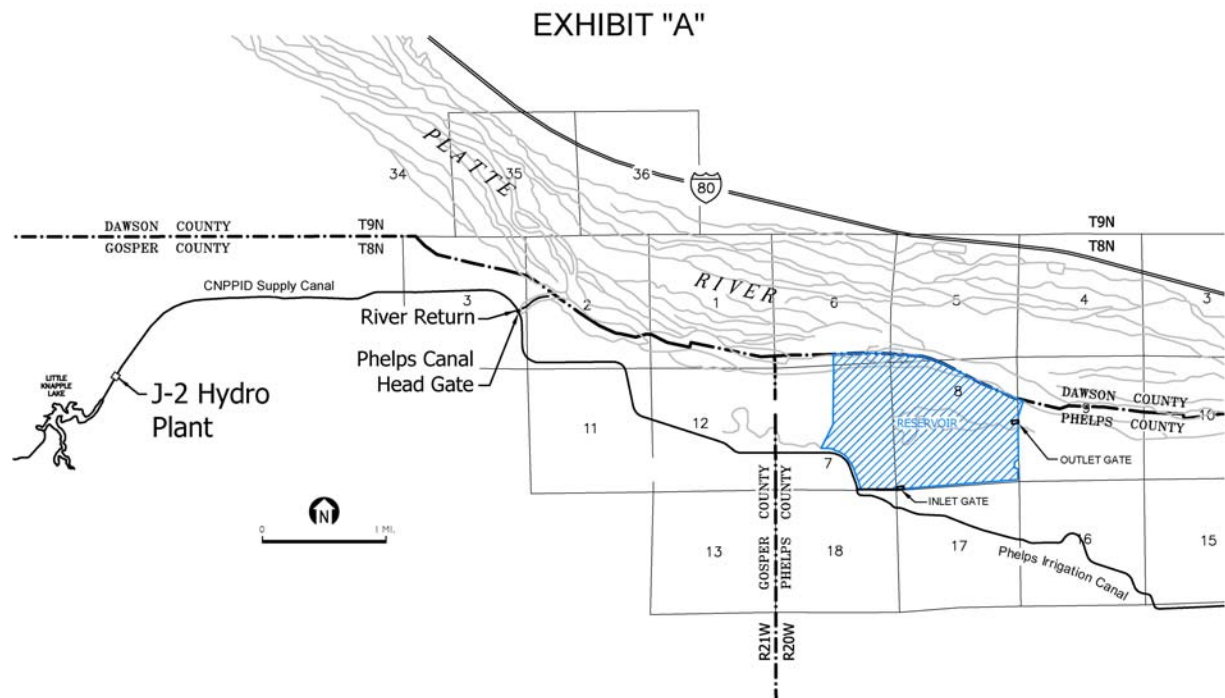 EXHIBIT "A"
PLATTE
34
35
36
80
DAWSON COUNTY
T9N
GOSPER COUNTY
T8N
T9N
T8N
CNPPID Supply Canal
3
2
1
RIVER
6
5
4
3
River Return
Phelps Canal
Head Gate
LITTLE
KNAPPLE
LAKE
J-2 Hydro
Plant
8
DAWSON COUNTY
9
10
PHELPS COUNTY
11
12
RESERVOIR
7
OUTLET GATE
INLET GATE
N
0
1 MI.
GOSPER COUNTY
PHELPS COUNTY
13
18
17
16
15
Phelps Irrigation Canal
R21W
R20W